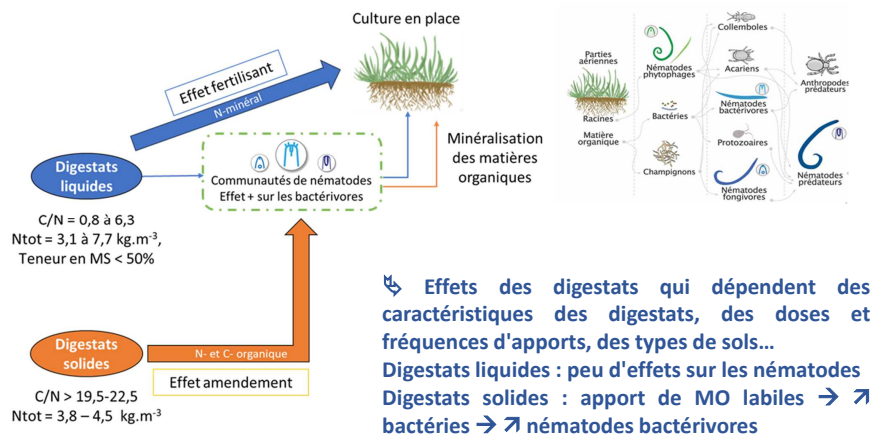 Culture en place
Effet fertilisant
N-minéral
Digestats
liquides
C/N = 0,8 à 6,3
Ntot = 3,1 à 7,7 kg.m-3,
Teneur en MS < 50%
Communautés de nématodes
Effet + sur les bactérivores
Minéralisation
des matières
organiques
Digestats
solides
N- et C- organique
Effet amendement
C/N > 19,5-22,5
Ntot = 3,8 – 4,5 kg.m-3
Parties
aériennes
Racines
Matière
organique
Nématodes
phytophages
Bactéries
Champignons
Collemboles
Acariens
Nématodes
bactérivores
Protozoaires
Nématodes
fongivores
Anthropodes
prédateurs
Nématodes
prédateurs
↳ Effets des digestats qui dépendent des
caractéristiques des digestats, des doses et
fréquences d'apports, des types de sols…
Digestats liquides : peu d'effets sur les nématodes
Digestats solides : apport de MO labiles → ↗
bactéries → ↗ nématodes bactérivores